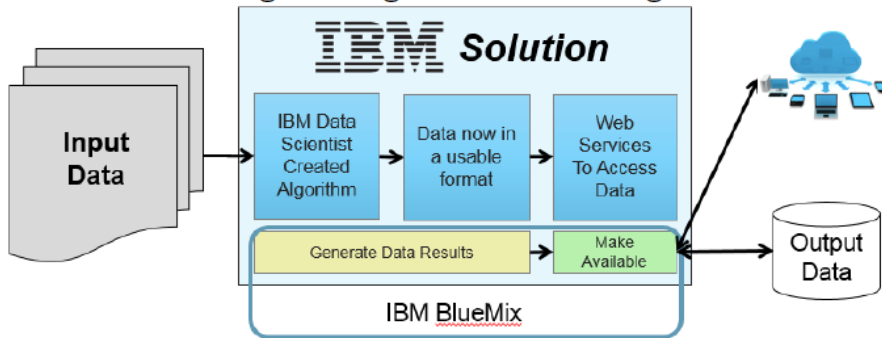 IBM Solution
Input
Data
IBM Data
Scientist
Created
Algorithm
Data now in
a usable
format
Web
Services
To Access
Data
Generate Data Results
Make
Available
Output
Data
IBM BlueMix